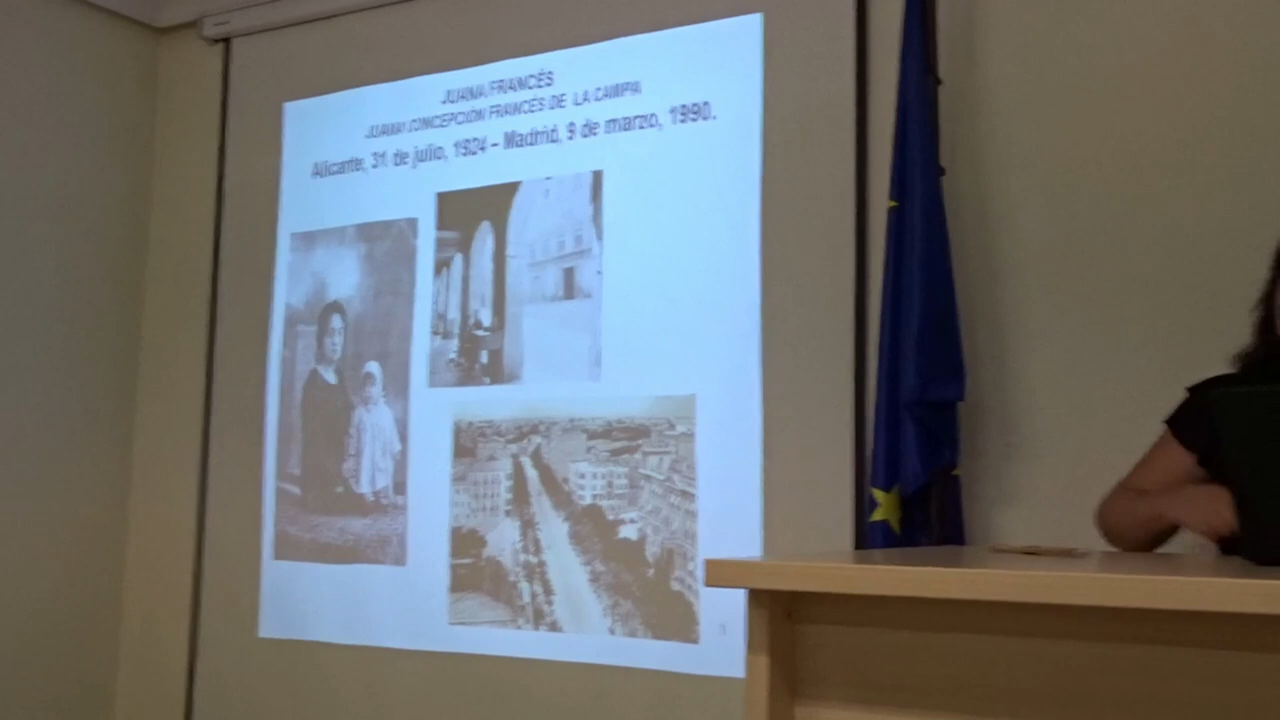 JUANA FRANCÉS
JUANA CONCEPCIÓN FRANCÉS DE LA CAMPA
Alicante, 31 de julio, 1924 – Madrid, 9 de marzo, 1990.